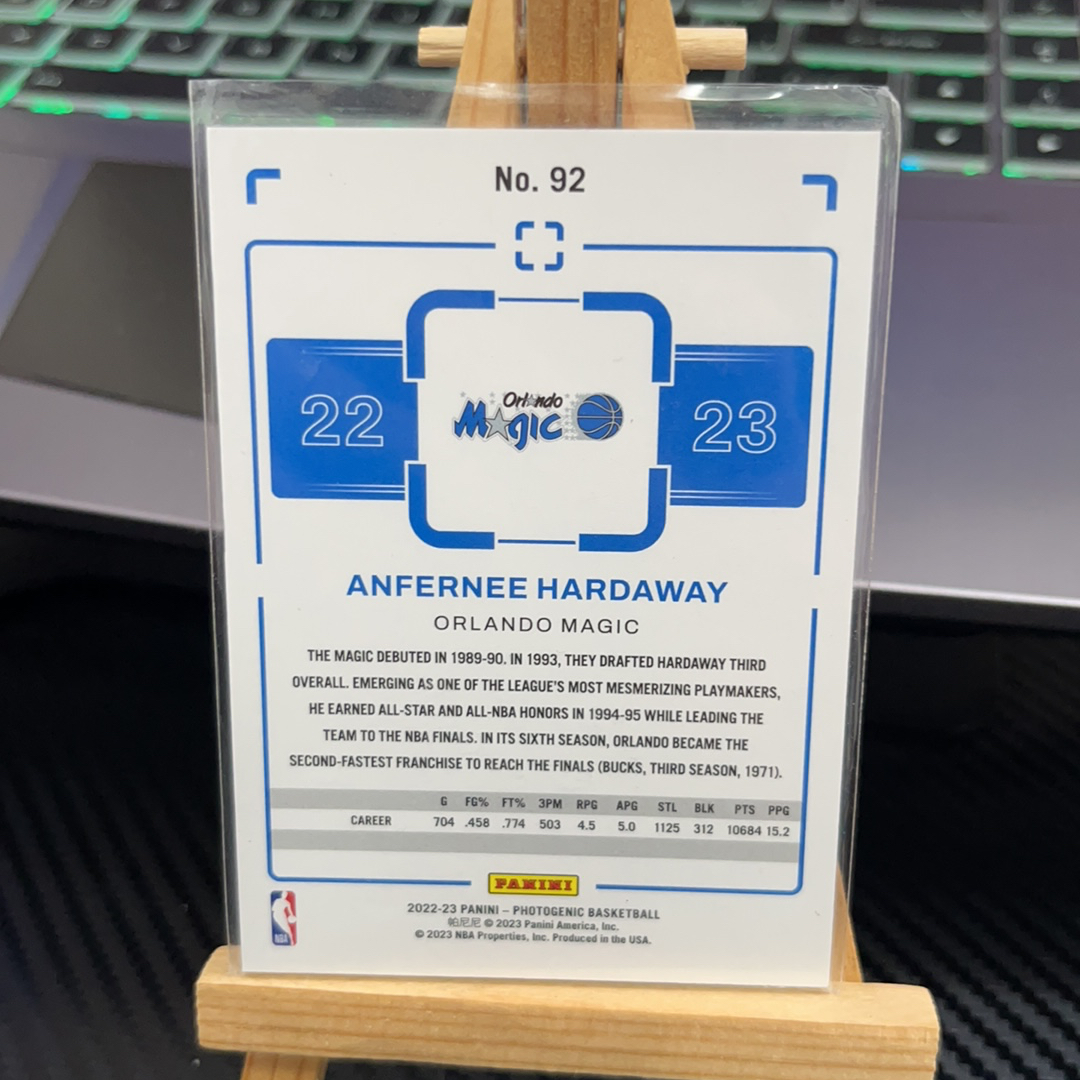 No. 92
22
Orlando
Magic
23
ANFERNEE HARDAWAY
ORLANDO MAGIC
THE MAGIC DEBUTED IN 1989-90. IN 1993, THEY DRAFTED HARDAWAY THIRD
OVERALL. EMERGING AS ONE OF THE LEAGUE'S MOST MESMERIZING PLAYMAKERS,
HE EARNED ALL-STAR AND ALL-NBA HONORS IN 1994-95 WHILE LEADING THE
TEAM TO THE NBA FINALS. IN ITS SIXTH SEASON, ORLANDO BECAME THE
SECOND-FASTEST FRANCHISE TO REACH THE FINALS (BUCKS, THIRD SEASON, 1971).
G FG% FT% 3PM RPG APG STL BLK PTS PPG
CAREER 704 .458 .774 503 4.5 5.0 1125 312 10684 15.2
PANINI
2022-23 PANINI – PHOTOGENIC BASKETBALL
帕尼尼 © 2023 Panini America, Inc.
© 2023 NBA Properties, Inc. Produced in the USA.
NBA